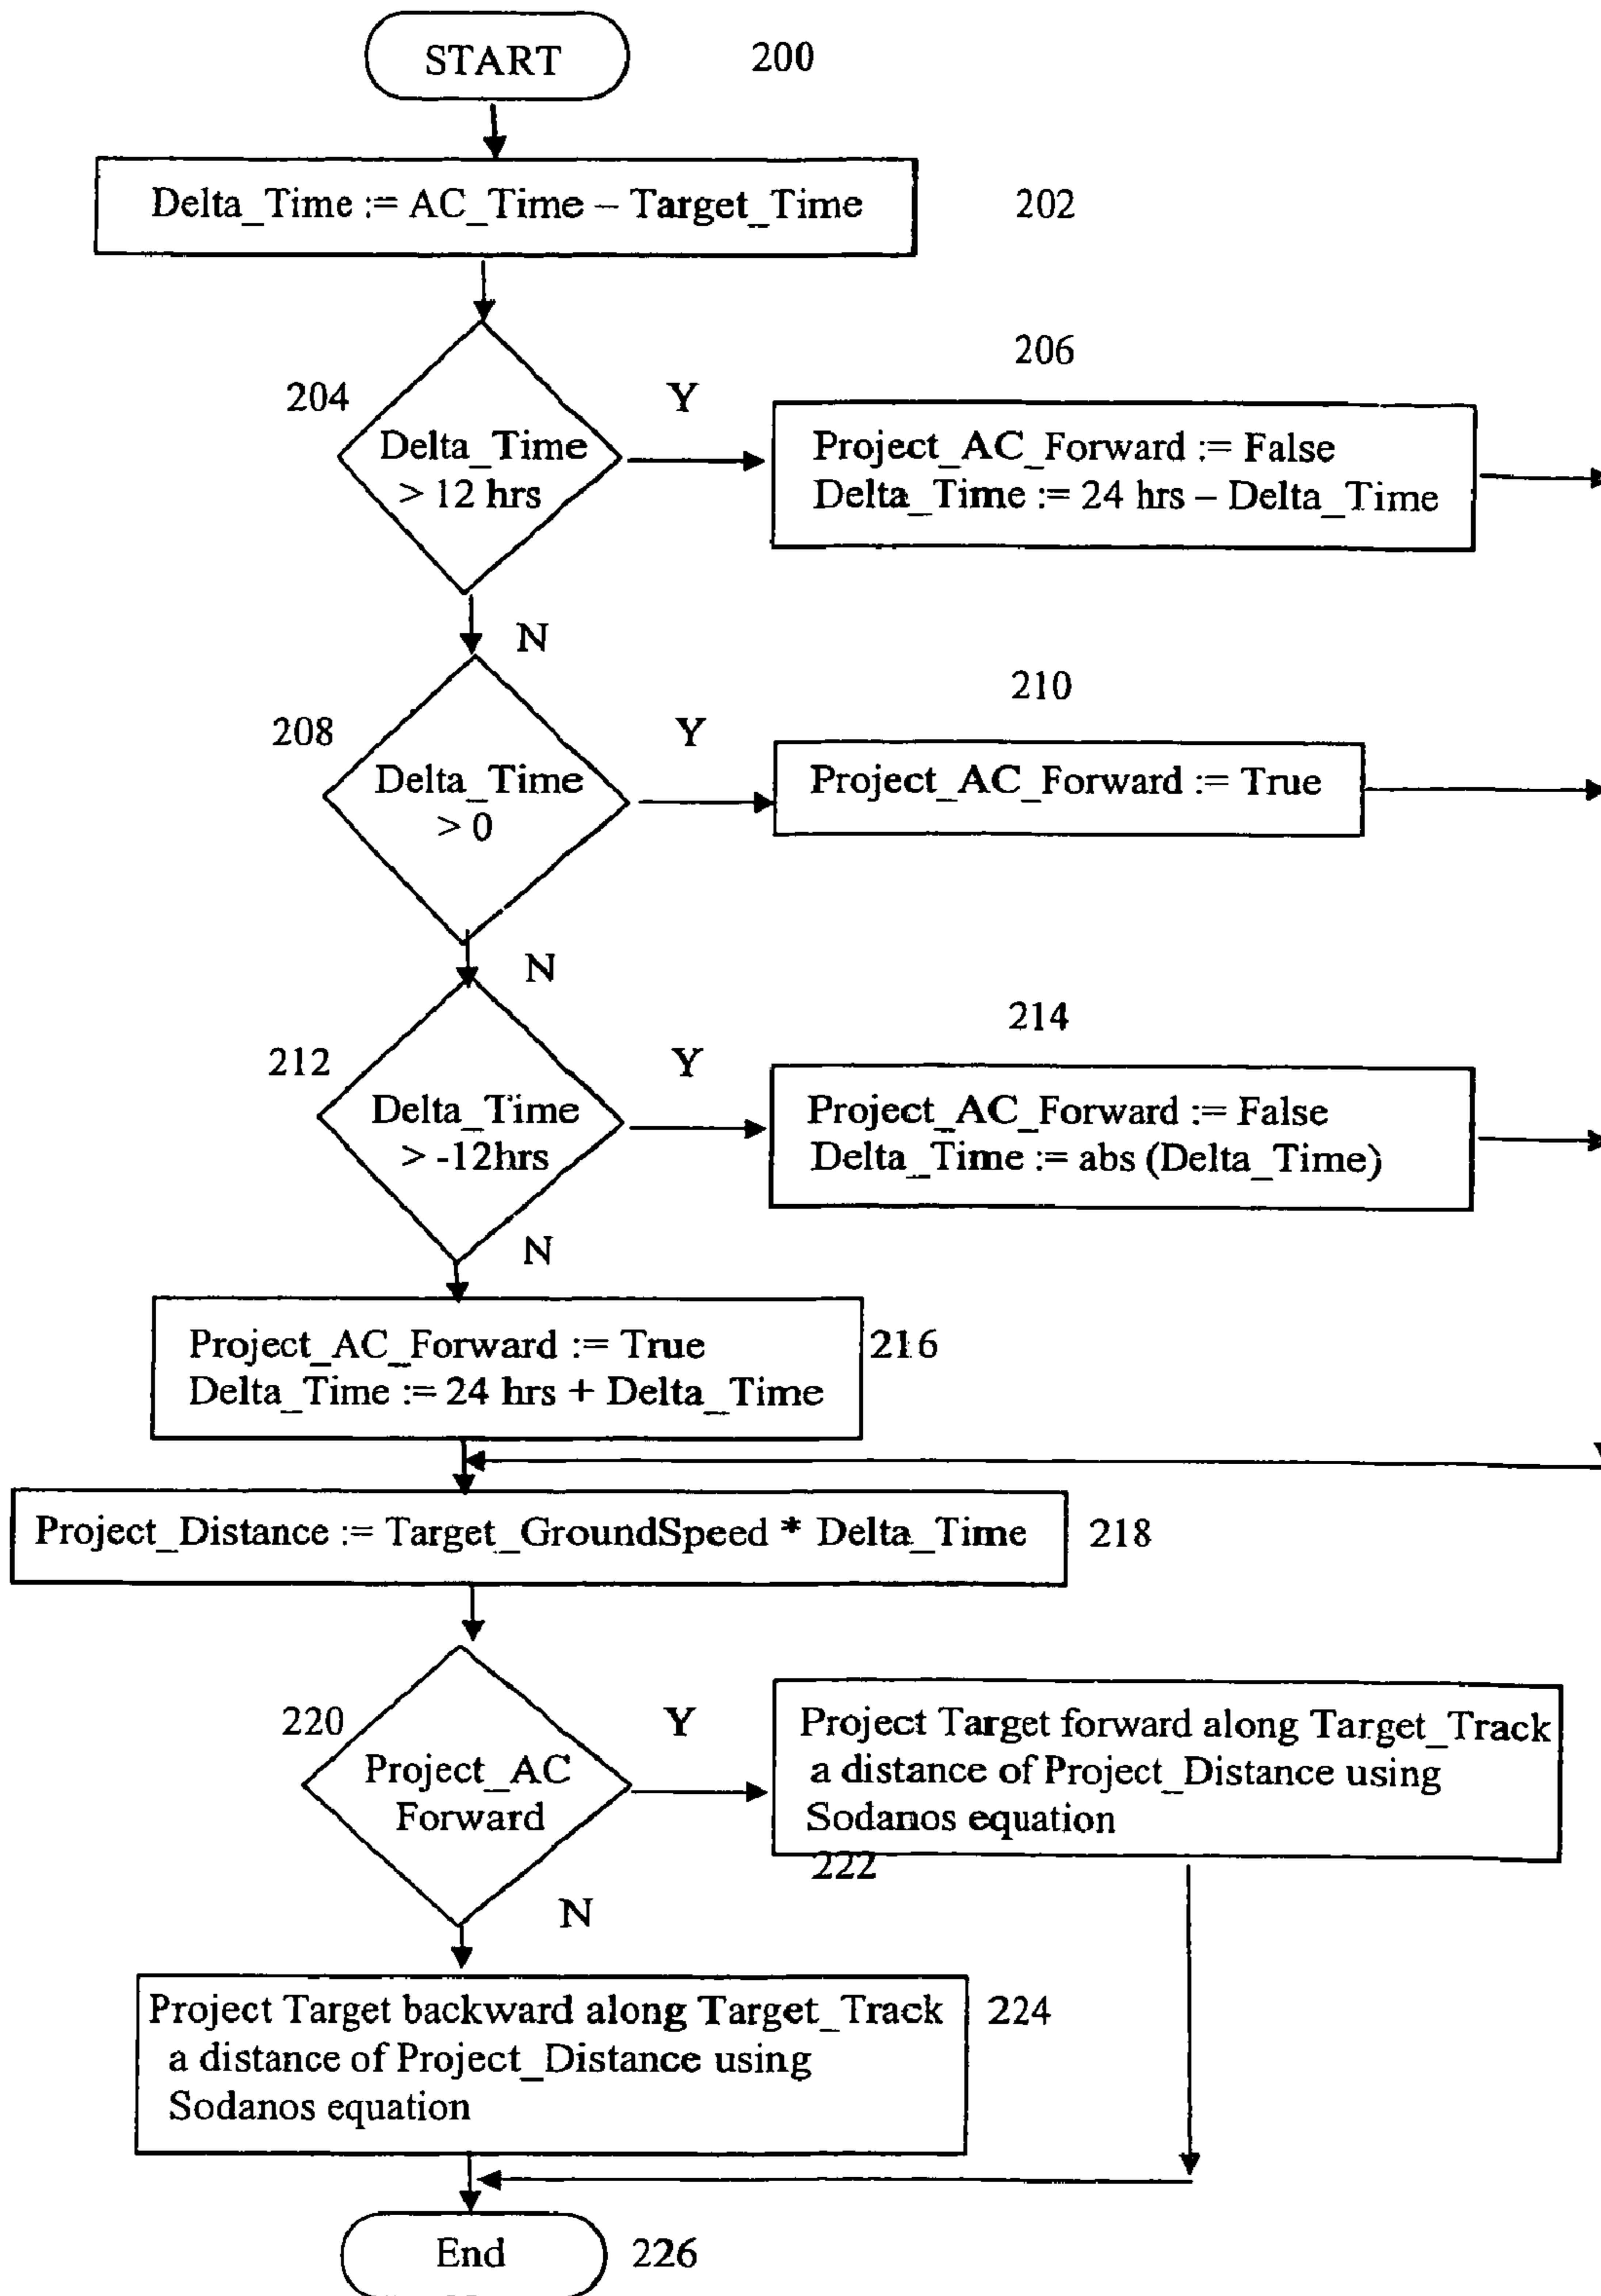 START
200
Delta_Time := AC_Time – Target_Time
202
206
204
Y
Delta_Time
> 12 hrs
Project_AC_Forward := False
Delta_Time := 24 hrs – Delta_Time
N
210
208
Y
Delta_Time
> 0
Project_AC_Forward := True
N
214
212
Y
Delta_Time
> -12hrs
Project_AC_Forward := False
Delta_Time := abs (Delta_Time)
N
Project_AC_Forward := True
Delta_Time := 24 hrs + Delta_Time
216
Project_Distance := Target_GroundSpeed * Delta_Time
218
220
Y
Project_AC
Forward
Project Target forward along Target_Track
a distance of Project_Distance using
Sodanos equation
222
N
Project Target backward along Target_Track
a distance of Project_Distance using
Sodanos equation
224
End
226